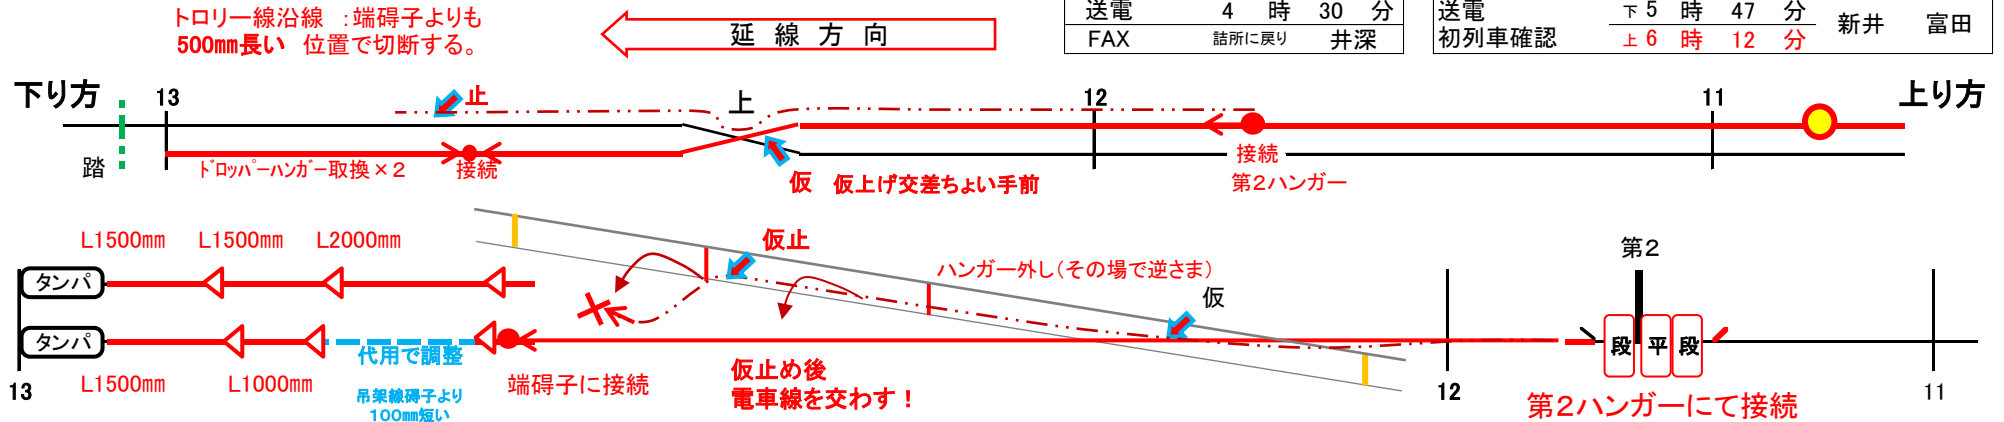 トロリー線沿線 :端碍子よりも
500mm長い 位置で切断する。
延線方向
送電 4 時 30 分
FAX 詰所に戻り 井深
送電 下 5 時 47 分
初列車確認 上 6 時 12 分 新井 富田
下り方 13 止 上 12 11 上り方
踏 ドロッパーハンガー取換×2 接続 仮 仮上げ交差ちょい手前 接続
第2ハンガー
L1500mm L1500mm L2000mm 仮止 ハンガー外し(その場で逆さま) 第2
タンパ 仮
タンパ 代用で調整 段 平 段
13 L1500mm L1000mm 吊架線碍子より
100mm短い
端碍子に接続 仮止め後
電車線を交わす!
12 11
第2ハンガーにて接続